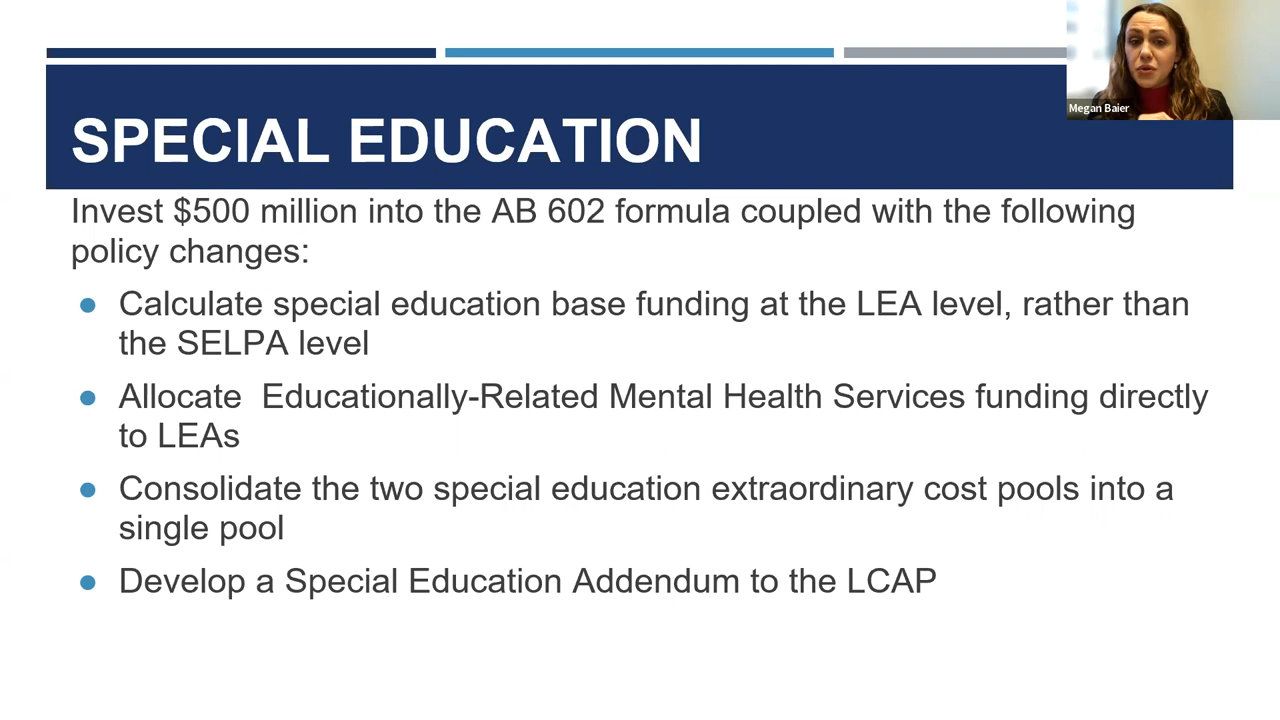 Megan Baier
SPECIAL EDUCATION
Invest $500 million into the AB 602 formula coupled with the following
policy changes:
● Calculate special education base funding at the LEA level, rather than
the SELPA level
● Allocate  Educationally-Related Mental Health Services funding directly
to LEAs
● Consolidate the two special education extraordinary cost pools into a
single pool
● Develop a Special Education Addendum to the LCAP